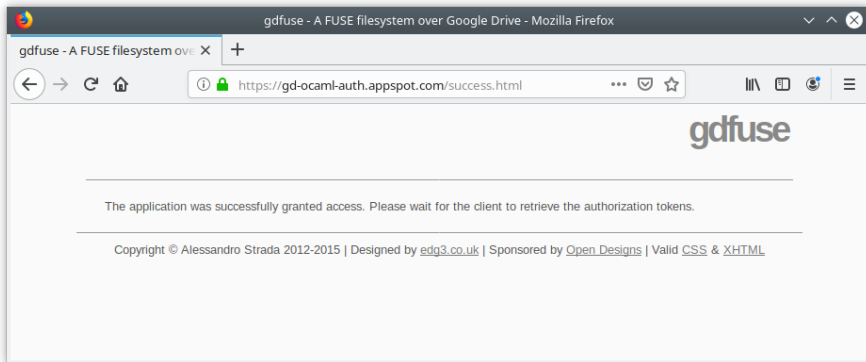 gdfuse - A FUSE filesystem over Google Drive - Mozilla Firefox
gdfuse - A FUSE filesystem ove
https://gd-ocaml-auth.appspot.com/success.html
gdfuse
The application was successfully granted access. Please wait for the client to retrieve the authorization tokens.
Copyright © Alessandro Strada 2012-2015 | Designed by edg3.co.uk | Sponsored by Open Designs | Valid CSS & XHTML